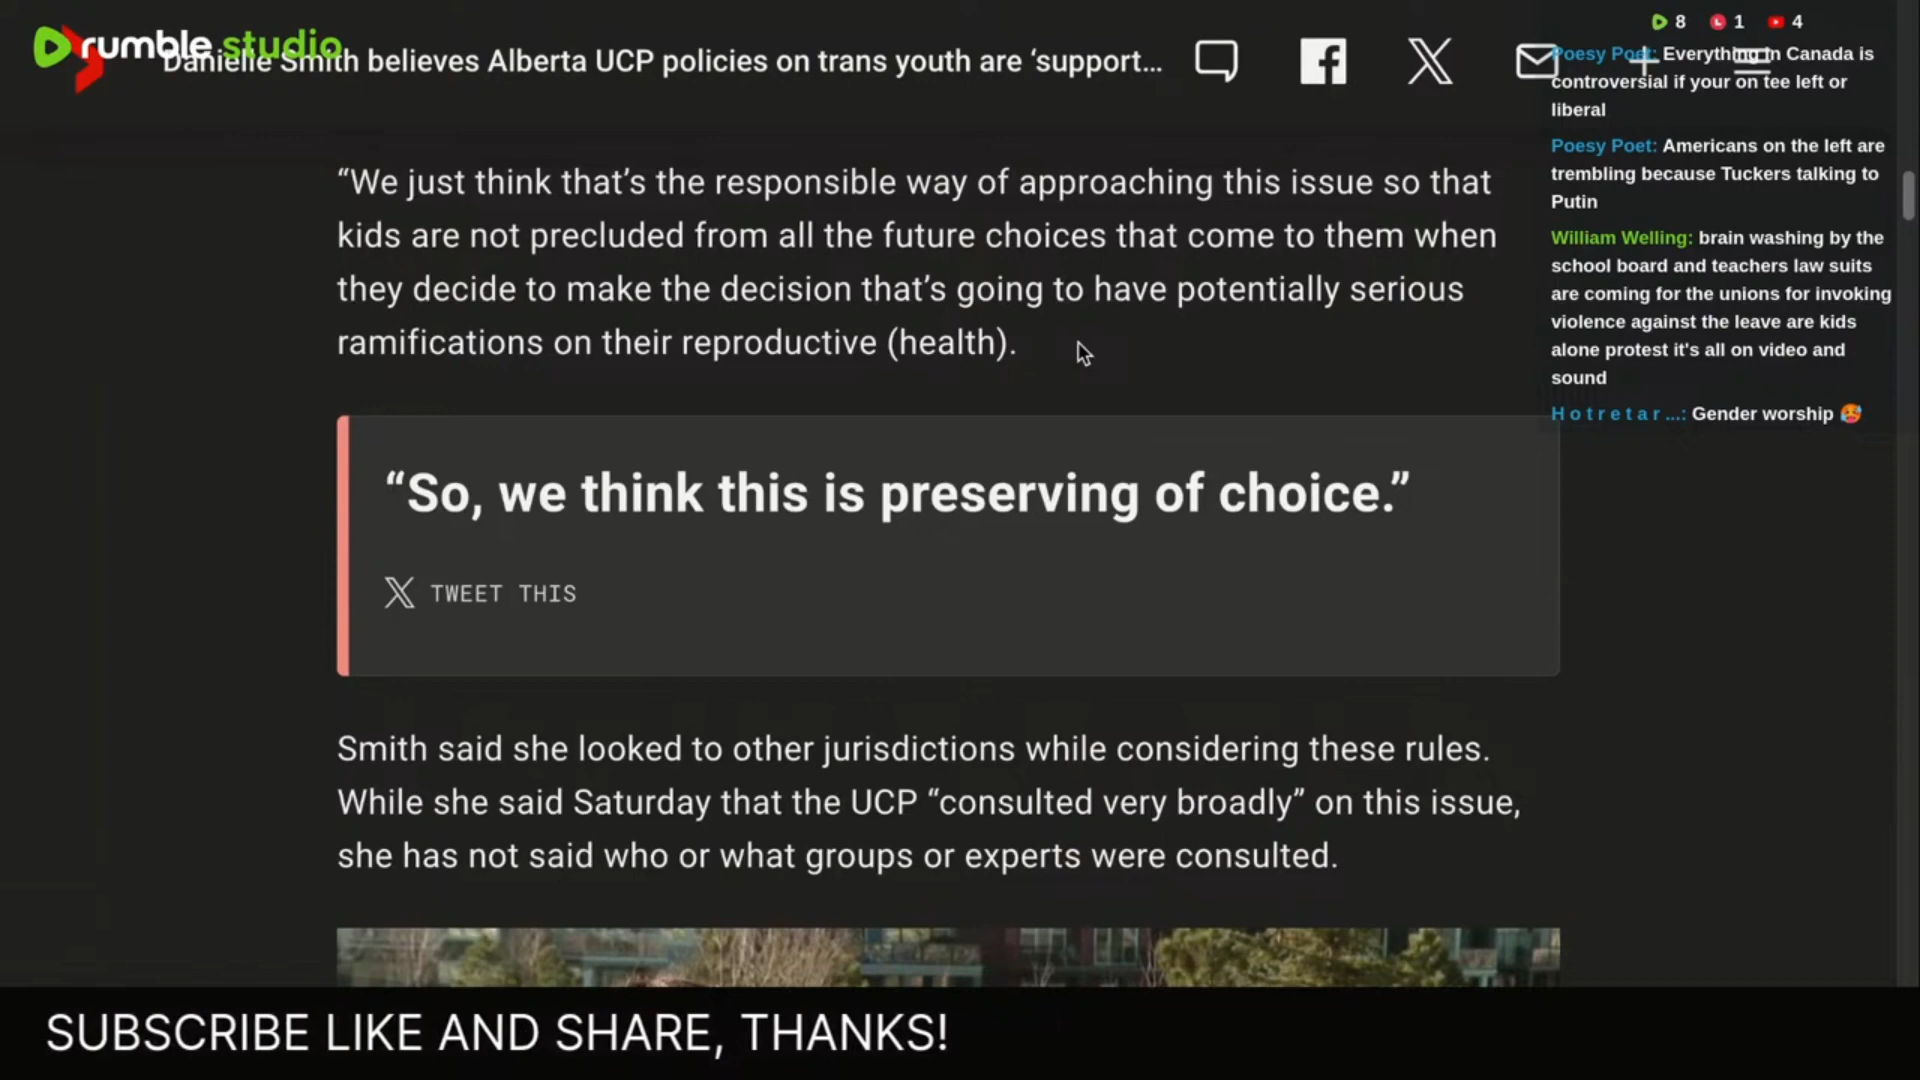 rumble studio
Danielle Smith believes Alberta UCP policies on trans youth are ‘support...
8 1 4
Poesy Poet: Everything in Canada is
controversial if your on tee left or
liberal
Poesy Poet: Americans on the left are
trembling because Tuckers talking to
Putin
William Welling: brain washing by the
school board and teachers law suits
are coming for the unions for invoking
violence against the leave are kids
alone protest it's all on video and
sound
H o t r e t a r ...: Gender worship 🥵
“We just think that’s the responsible way of approaching this issue so that
kids are not precluded from all the future choices that come to them when
they decide to make the decision that’s going to have potentially serious
ramifications on their reproductive (health).
“So, we think this is preserving of choice.”
TWEET THIS
Smith said she looked to other jurisdictions while considering these rules.
While she said Saturday that the UCP “consulted very broadly” on this issue,
she has not said who or what groups or experts were consulted.
SUBSCRIBE LIKE AND SHARE, THANKS!